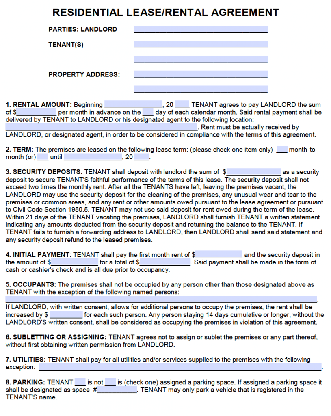 RESIDENTIAL LEASE/RENTAL AGREEMENT
PARTIES: LANDLORD
TENANT(S)
PROPERTY ADDRESS:
1. RENTAL AMOUNT: Beginning , 20 TENANT agrees to pay LANDLORD the sum
of $ per month in advance on the day of each calendar month. Said rental payment shall be
delivered by TENANT to LANDLORD or his designated agent to the following location:
. Rent must be actually received by
LANDLORD, or designated agent, in order to be considered in compliance with the terms of this agreement.
2. TERM: The premises are leased on the following lease term: (please check one item only) month to
month (or) until , 20 .
3. SECURITY DEPOSITS: TENANT shall deposit with landlord the sum of $ as a security
deposit to secure TENANT'S faithful performance of the terms of this lease. The security deposit shall not
exceed two times the monthly rent. After all the TENANTS have left, leaving the premises vacant, the
LANDLORD may use the security deposit for the cleaning of the premises, any unusual wear and tear to the
premises or common areas, and any rent or other amounts owed pursuant to the lease agreement or pursuant
to Civil Code Section 1950.5. TENANT may not use said deposit for rent owed during the term of the lease.
Within 21 days of the TENANT vacating the premises, LANDLORD shall furnish TENANT a written statement
indicating any amounts deducted from the security deposit and returning the balance to the TENANT. If
TENANT fails to furnish a forwarding address to LANDLORD, then LANDLORD shall send said statement and
any security deposit refund to the leased premises.
4. INITIAL PAYMENT: TENANT shall pay the first month rent of $ and the security deposit in
the amount of $ for a total of $ . Said payment shall be made in the form of
cash or cashier's check and is all due prior to occupancy.
5. OCCUPANTS: The premises shall not be occupied by any person other than those designated above as
TENANT with the exception of the following named persons:
If LANDLORD, with written consent, allows for additional persons to occupy the premises, the rent shall be
increased by $ for each such person. Any person staying 14 days cumulative or longer, without the
LANDLORD'S written consent, shall be considered as occupying the premises in violation of this agreement.
6. SUBLETTING OR ASSIGNING: TENANT agrees not to assign or sublet the premises or any part thereof,
without first obtaining written permission from LANDLORD.
7. UTILITIES: TENANT shall pay for all utilities and/or services supplied to the premises with the following
exception:
8. PARKING: TENANT is not is (check one) assigned a parking space. If assigned a parking space it
shall be designated as space # . TENANT may only park a vehicle that is registered in the
TENANT'S name.